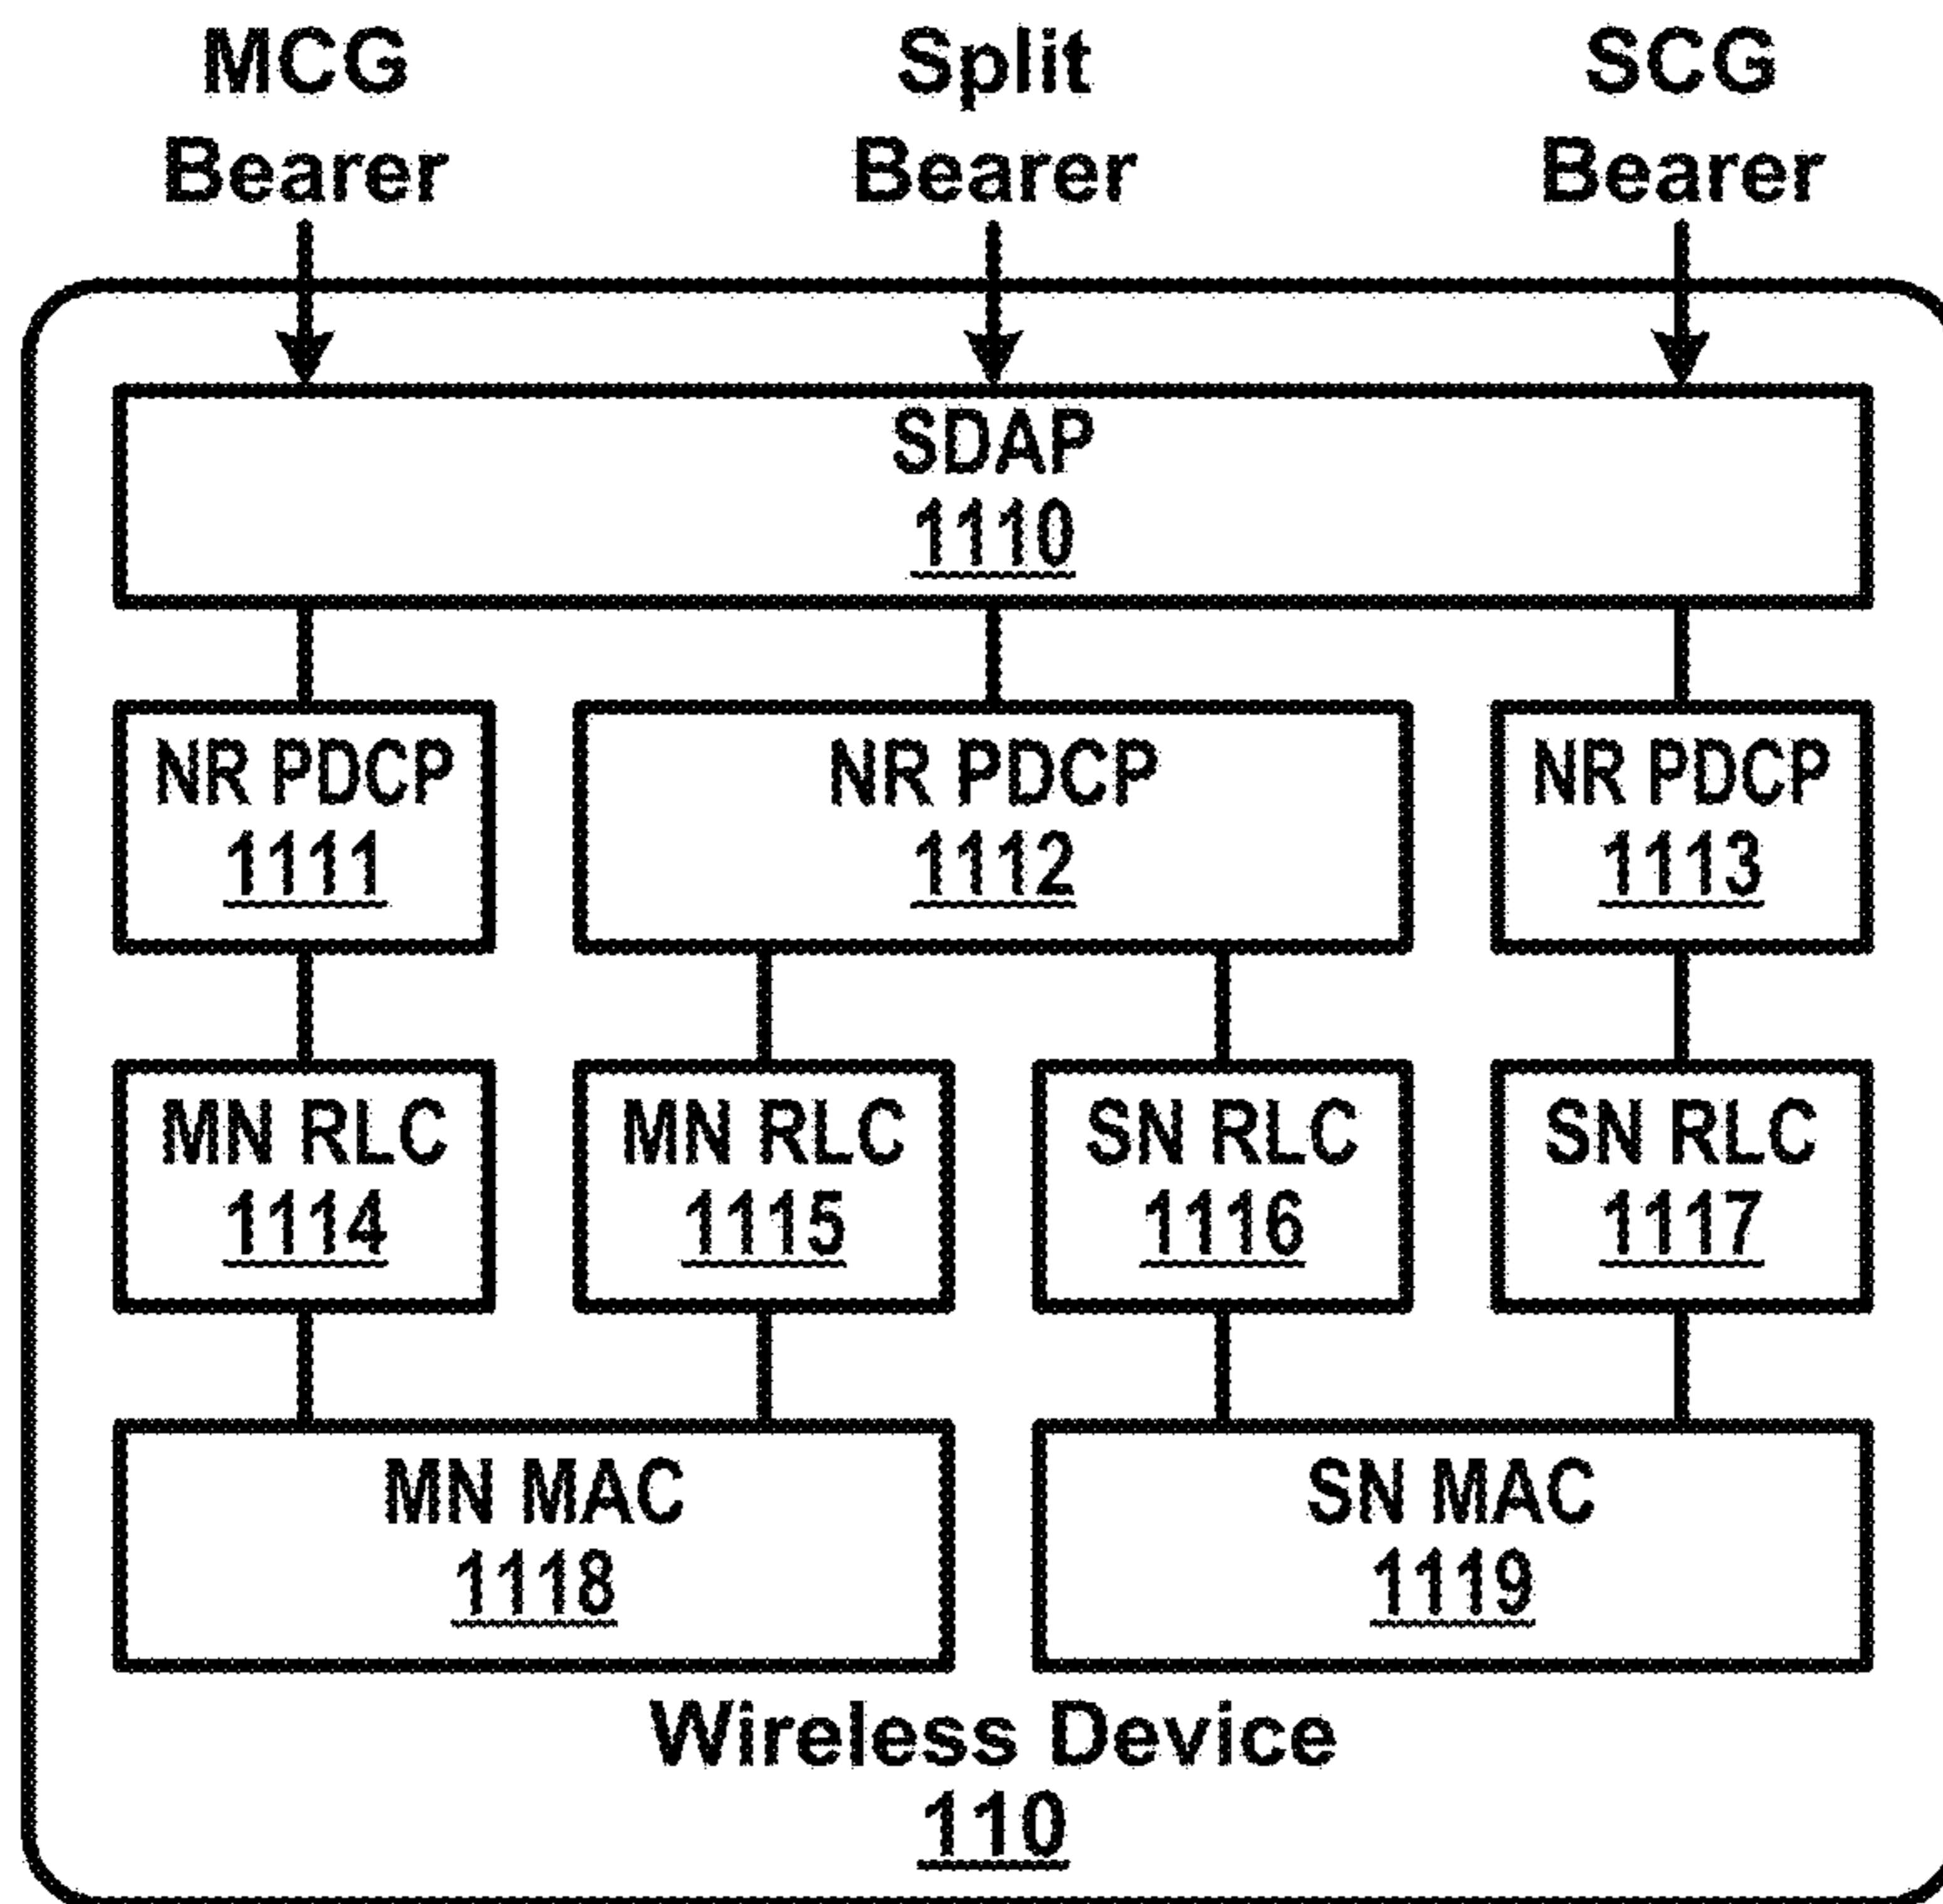 MCG Bearer
Split Bearer
SCG Bearer
SDAP
1110
NR PDCP
1111
NR PDCP
1112
NR PDCP
1113
MN RLC
1114
MN RLC
1115
SN RLC
1116
SN RLC
1117
MN MAC
1118
SN MAC
1119
Wireless Device
110